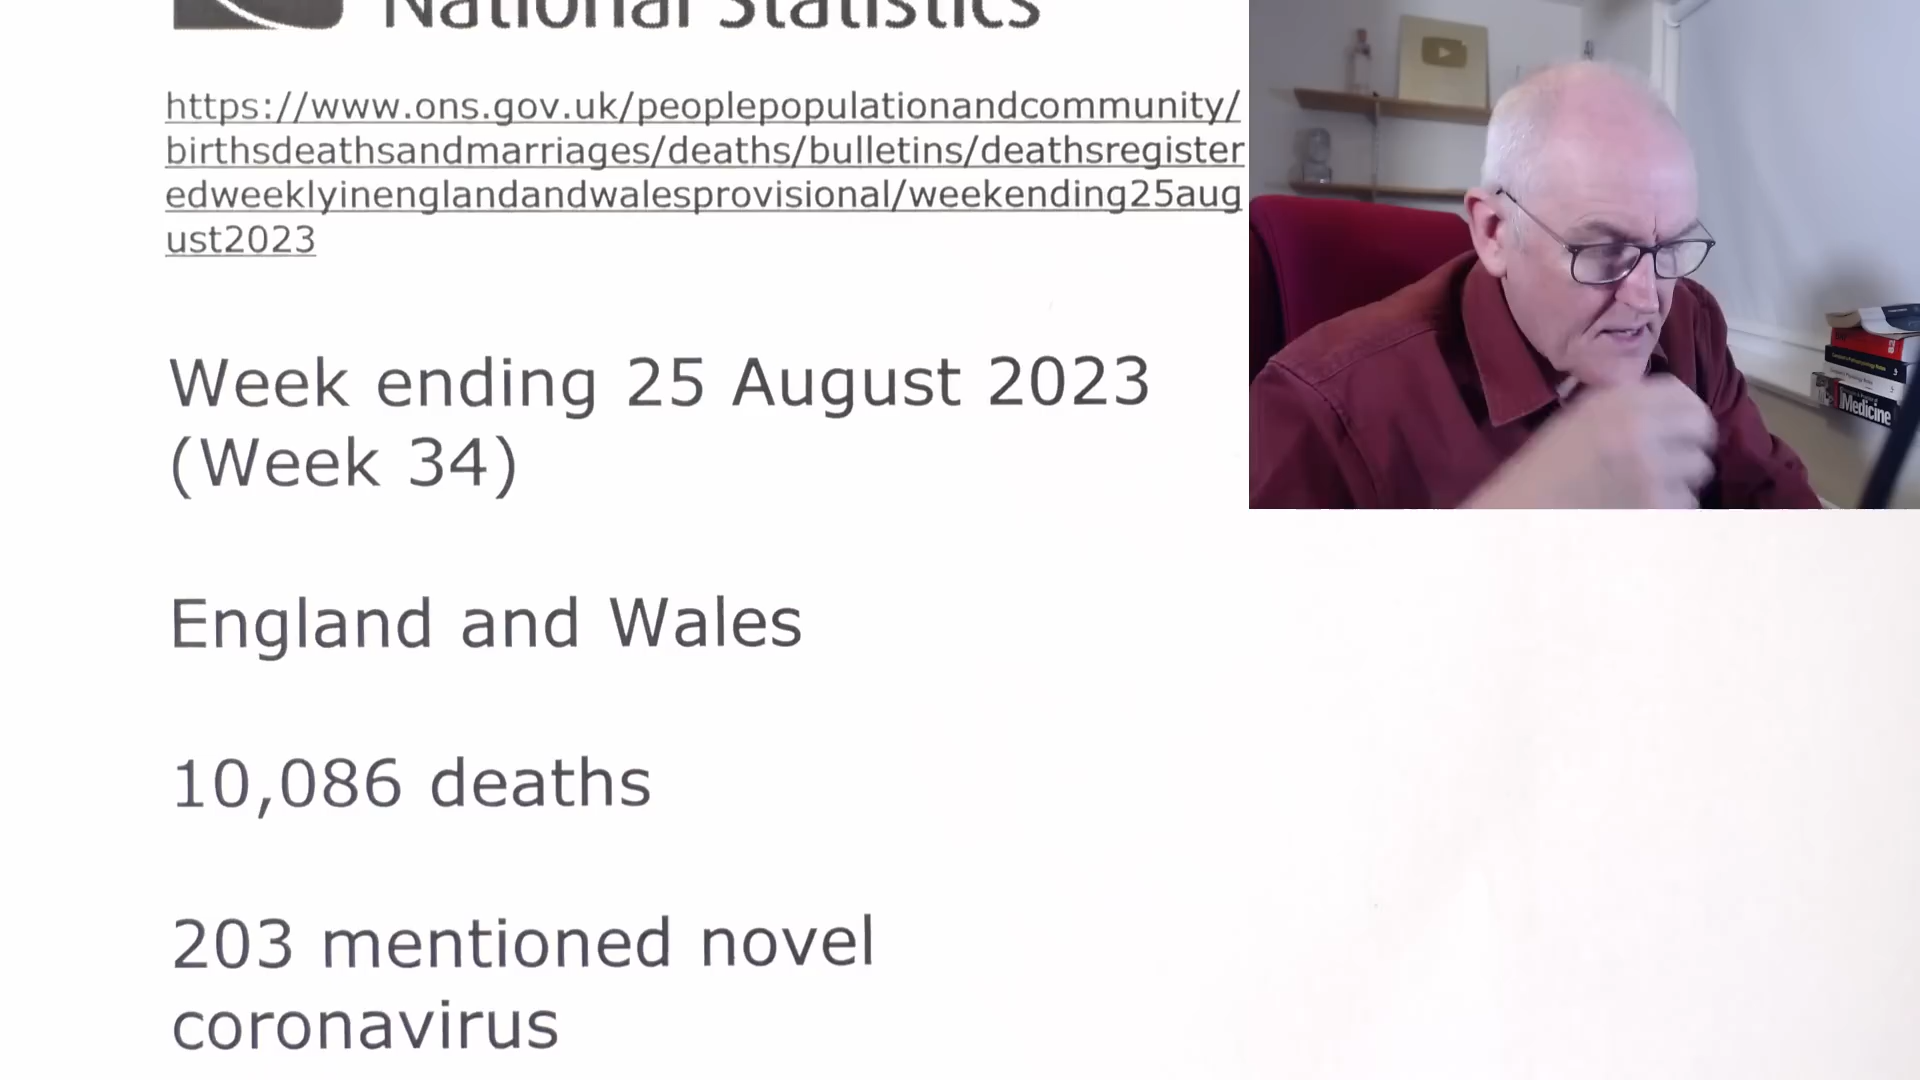 National Statistics
https://www.ons.gov.uk/peoplepopulationandcommunity/
birthsdeathsandmarriages/deaths/bulletins/deathsregister
edweeklyinenglandandwalesprovisional/weekending25aug
ust2023
Week ending 25 August 2023
(Week 34)
England and Wales
10,086 deaths
203 mentioned novel
coronavirus
Medicine